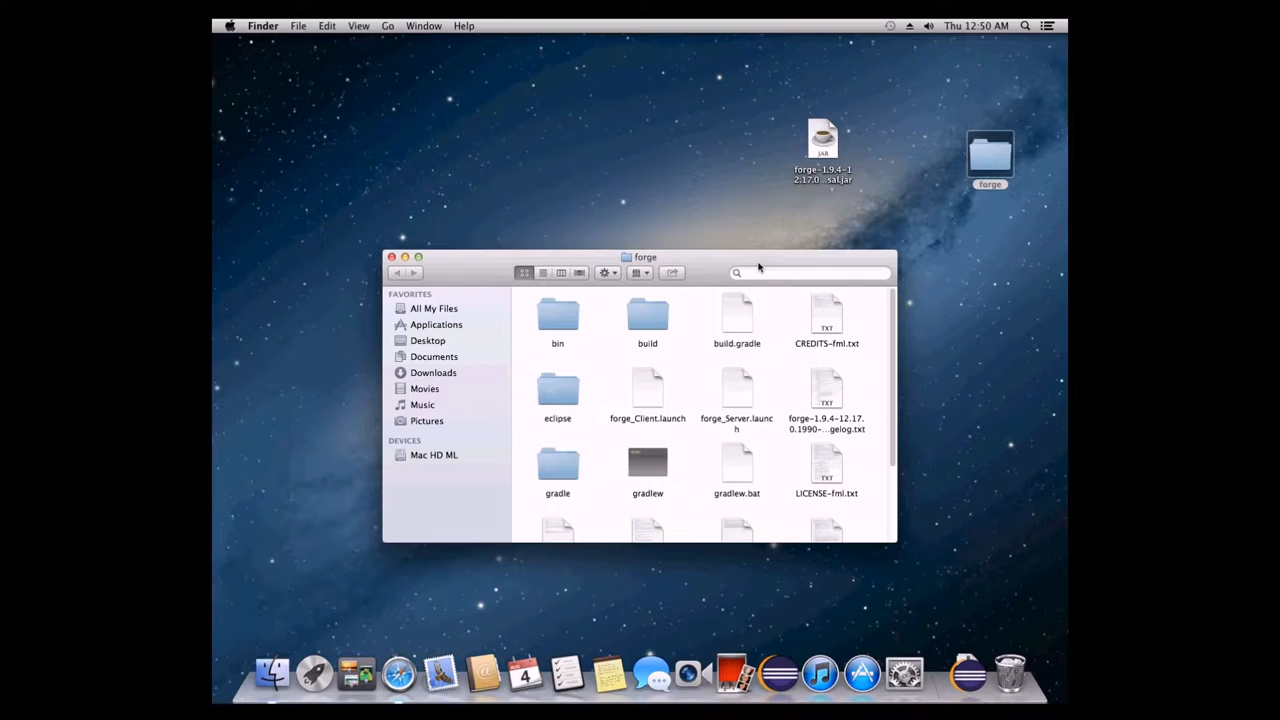 Finder File Edit View Go Window Help Thu 12:50 AM
JAR
forge-1.9.4-1
2.17.0...sal.jar
forge
forge
FAVORITES
All My Files
Applications
Desktop
Documents
Downloads
Movies
Music
Pictures
DEVICES
Mac HD ML
bin
build
build.gradle
TXT
CREDITS-fml.txt
eclipse
forge_Client.launch
forge_Server.launc
h
TXT
forge-1.9.4-12.17.
0.1990-...gelog.txt
gradle
gradlew
gradlew.bat
TXT
LICENSE-fml.txt
4